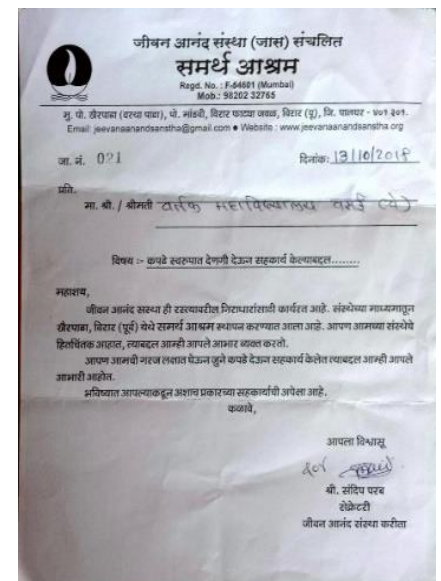 जीवन आनंद संस्था (जास) संचलित
समर्थ आश्रम
Regd. No. : F-54601 (Mumbai)
Mob.: 98202 32765
मु. पो. खैरपाडा (वरचा पाडा), पो. मांडवी, विरार फाट्या जवळ, विरार (पू), जि. पालघर - ४०१ ३०१.
Email: jeevanaanandsanstha@gmail.com ● Website : www.jeevanaanandsanstha.org
जा. नं. 021
दिनांक: 13/10/2018
प्रति.
मा. श्री. / श्रीमती वर्तक महाविद्यालय वसई (प)
विषय :- कपडे स्वरूपात देणगी देऊन सहकार्य केल्याबद्दल........
महाशय,
जीवन आनंद संस्था ही रस्त्यावरील निराधारांसाठी कार्यरत आहे. संस्थेच्या माध्यमातून
खैरपाडा, विरार (पूर्व) येथे समर्थ आश्रम स्थापन करण्यात आला आहे. आपण आमच्या संस्थेचे
हितचिंतक आहात, त्याबद्दल आम्ही आपले आभार व्यक्त करतो.
आपण आमची गरज लक्षात घेऊन जुने कपडे देऊन सहकार्य केलेत त्याबद्दल आम्ही आपले
आभारी आहोत.
भविष्यात आपल्याकडून अशाच प्रकारच्या सहकार्याची अपेक्षा आहे.
कळावे,
आपला विश्वासू
for
श्री. संदिप परब
सेक्रेटरी
जीवन आनंद संस्था करीता